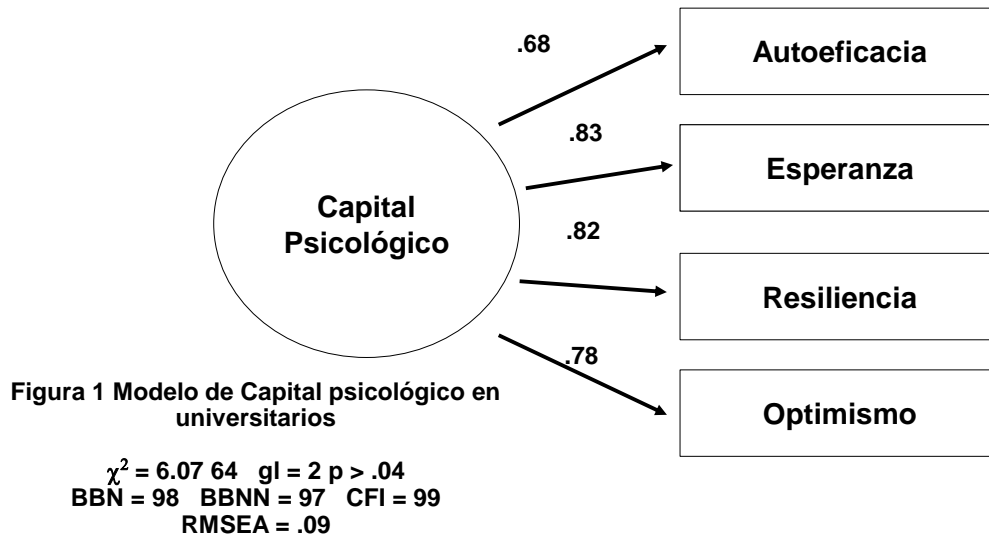 .68
Autoeficacia
.83
Esperanza
Capital
Psicológico
.82
Resiliencia
.78
Optimismo
Figura 1 Modelo de Capital psicológico en
universitarios
χ² = 6.07 64 gl = 2 p > .04
BBN = 98 BBNN = 97 CFI = 99
RMSEA = .09